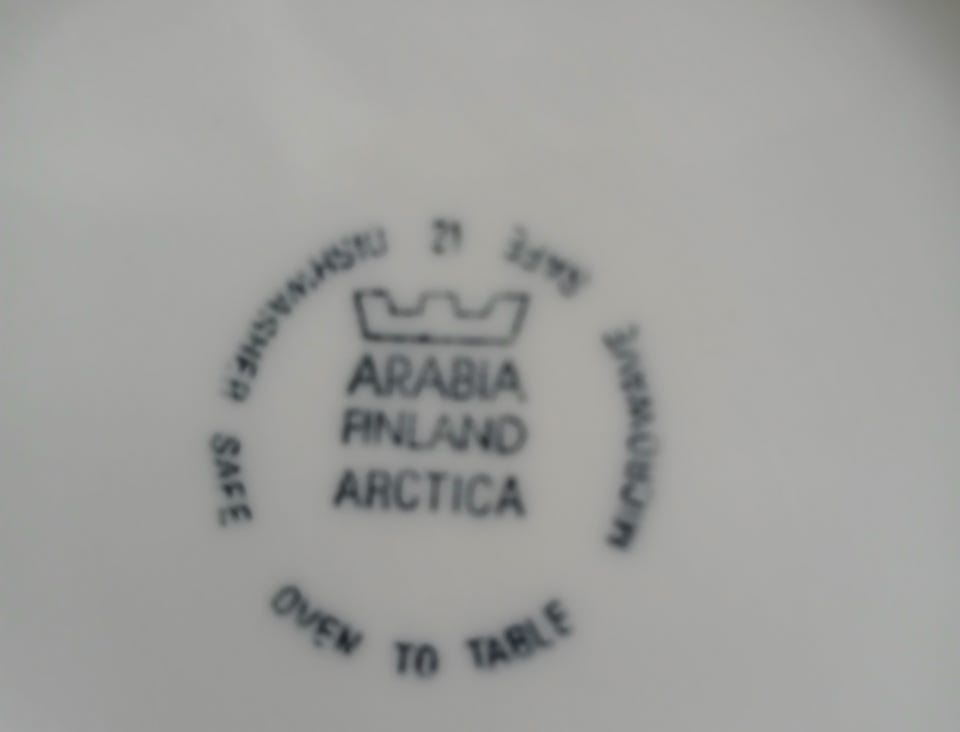 ARABIA
FINLAND
ARCTICA
21
DISHWASHER SAFE
OVEN TO TABLE
MICROWAVE SAFE